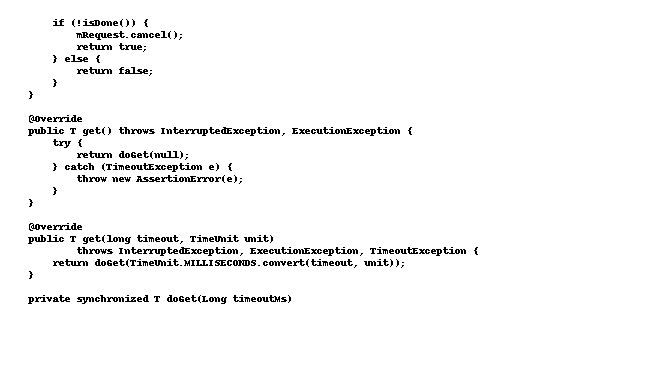 if (!isDone()) {
mRequest.cancel();
return true;
} else {
return false;
}
}
@Override
public T get() throws InterruptedException, ExecutionException {
try {
return doGet(null);
} catch (TimeoutException e) {
throw new AssertionError(e);
}
}
@Override
public T get(long timeout, TimeUnit unit)
throws InterruptedException, ExecutionException, TimeoutException {
return doGet(TimeUnit.MILLISECONDS.convert(timeout, unit));
}
private synchronized T doGet(Long timeoutMs)